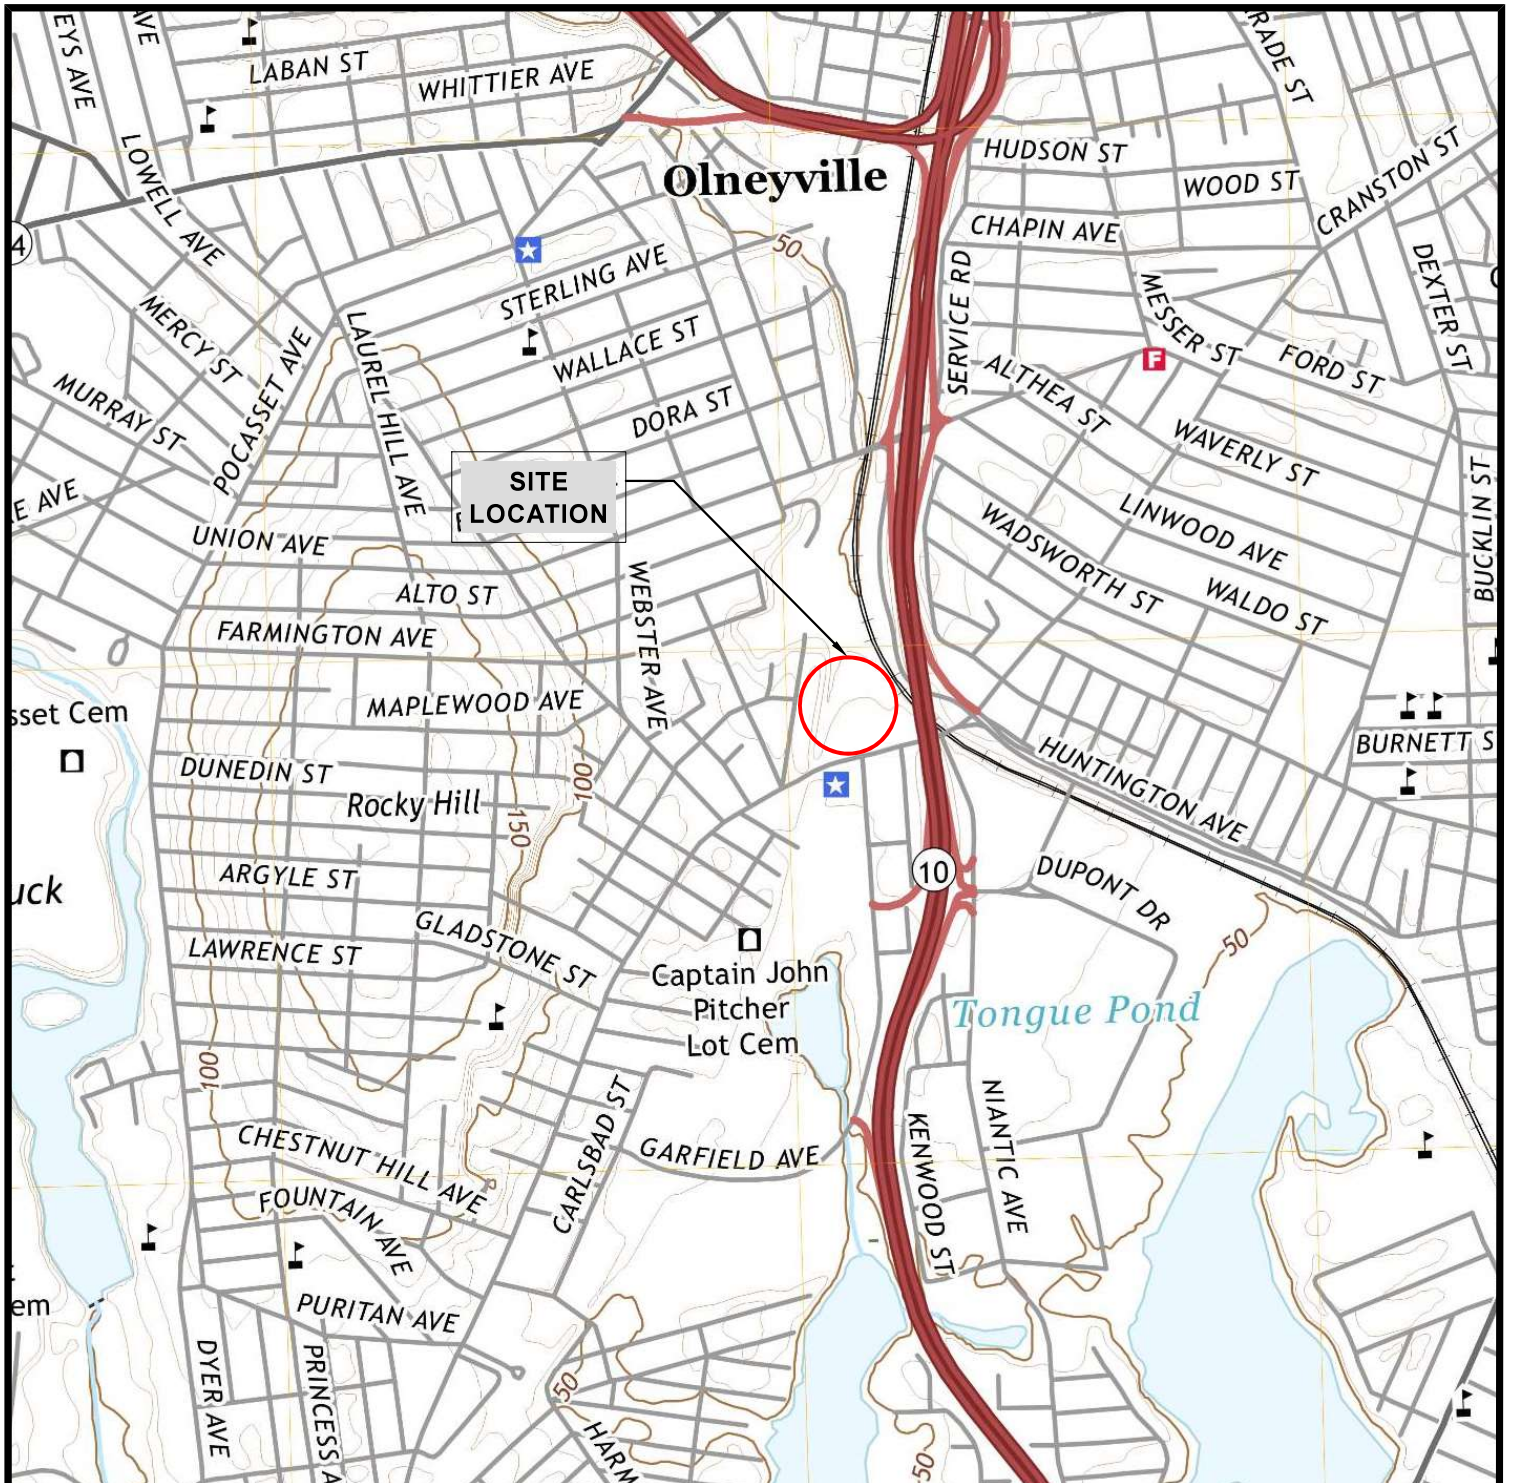 EYS AVE
AVE
LABAN ST
WHITTIER AVE
RADE ST
LOWELL AVE
Olneyville
HUDSON ST
WOOD ST
CRANSTON ST
4
50
CHAPIN AVE
STERLING AVE
SERVICE RD
MESSER ST
DEXTER ST
MERCY ST
LAUREL HILL AVE
WALLACE ST
FORD ST
MURRAY ST
POCASSET AVE
F
ALTHEA ST
DORA ST
WAVERLY ST
SITE
LOCATION
E AVE
LINWOOD AVE
BUCKLIN ST
UNION AVE
WADSWORTH ST
WALDO ST
ALTO ST
WEBSTER AVE
FARMINGTON AVE
MAPLEWOOD AVE
sset Cem
BURNETT S
HUNTINGTON AVE
DUNEDIN ST
100
Rocky Hill
150
ARGYLE ST
10
DUPONT DR
uck
GLADSTONE ST
LAWRENCE ST
50
Captain John
Pitcher
Lot Cem
Tongue Pond
100
CARLSBAD ST
NIANTIC AVE
KENWOOD ST
CHESTNUT HILL AVE
GARFIELD AVE
FOUNTAIN AVE
em
PURITAN AVE
DYER AVE
PRINCESS A
50
HARM
50